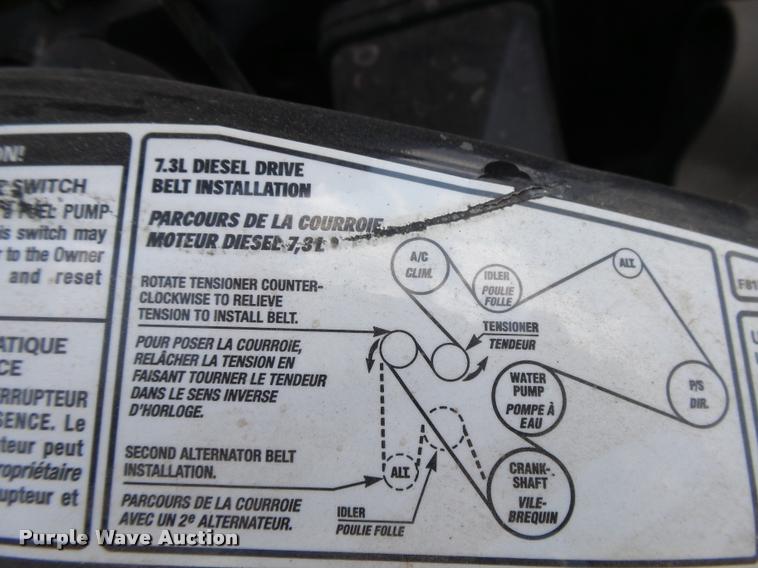 ON!
SWITCH
FUEL PUMP
is switch may
r to the Owner
and reset
ATIQUE
CE
ERRUPTEUR
SENCE. Le
teur peut
ropriétaire
rupteur et
7.3L DIESEL DRIVE
BELT INSTALLATION
PARCOURS DE LA COURROIE
MOTEUR DIESEL 7,3L
ROTATE TENSIONER COUNTER-
CLOCKWISE TO RELIEVE
TENSION TO INSTALL BELT.
POUR POSER LA COURROIE,
RELÂCHER LA TENSION EN
FAISANT TOURNER LE TENDEUR
DANS LE SENS INVERSE
D'HORLOGE.
SECOND ALTERNATOR BELT
INSTALLATION.
PARCOURS DE LA COURROIE
AVEC UN 2e ALTERNATEUR.
A/C
CLIM.
IDLER
POULIE
FOLLE
ALT.
TENSIONER
TENDEUR
WATER
PUMP
POMPE À
EAU
P/S
DIR.
ALT.
IDLER
POULIE FOLLE
CRANK-
SHAFT
VILE-
BREQUIN
F81
Purple Wave Auction